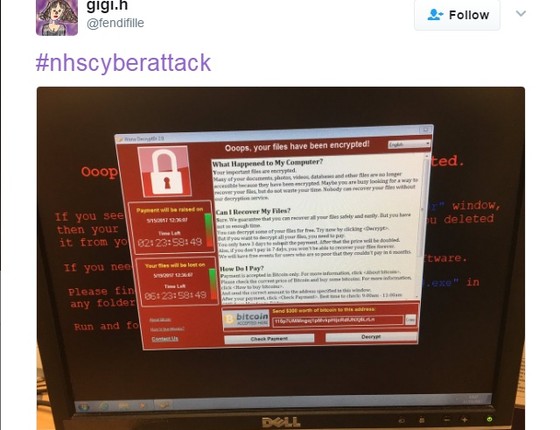 gigi.h
@fendifille
Follow
#nhscyberattack
Wana Decrypt0r 2.0
Ooops, your files have been encrypted!
English
What Happened to My Computer?
Your important files are encrypted.
Many of your documents, photos, videos, databases and other files are no longer
accessible because they have been encrypted. Maybe you are busy looking for a way to
recover your files, but do not waste your time. Nobody can recover your files without
our decryption service.
Can I Recover My Files?
Sure. We guarantee that you can recover all your files safely and easily. But you have
not so enough time.
You can decrypt some of your files for free. Try now by clicking <Decrypt>.
But if you want to decrypt all your files, you need to pay.
You only have 3 days to submit the payment. After that the price will be doubled.
Also, if you don't pay in 7 days, you won't be able to recover your files forever.
We will have free events for users who are so poor that they couldn't pay in 6 months.
How Do I Pay?
Payment is accepted in Bitcoin only. For more information, click <About bitcoin>.
Please check the current price of Bitcoin and buy some bitcoins. For more information,
click <How to buy bitcoins>.
And send the correct amount to the address specified in this window.
After your payment, click <Check Payment>. Best time to check: 9:00am - 11:00am
Payment will be raised on
5/15/2017
Time Left
02:23:58:49
Your files will be lost on
5/19/2017
Time Left
06:23:58:49
Contact Us
bitcoin
ACCEPTED HERE
Send $300 worth of bitcoin to this address:
Copy
Check Payment
Decrypt
Ooop
ted.
If you see
" window,
then your
u deleted
it from yo
If you nee
ftware.
Please fin
.exe" in
any folder
Run and fo
DELL